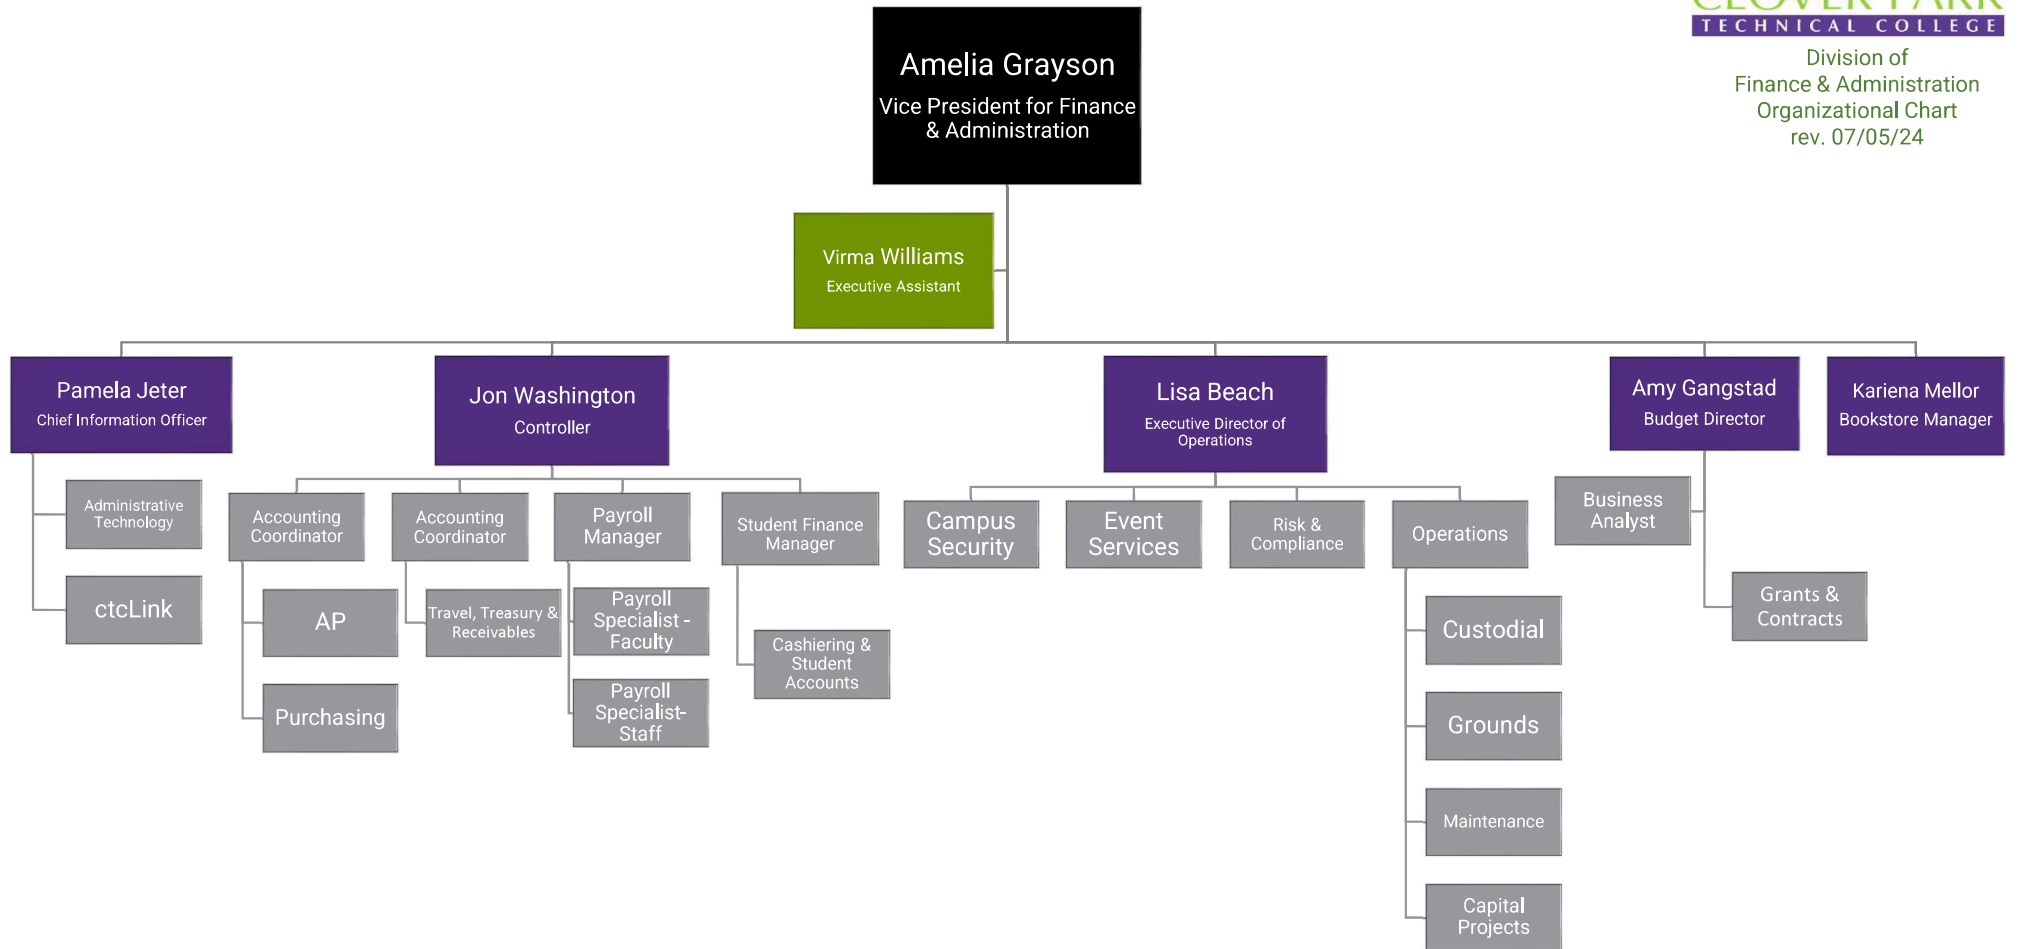 CLOVER PARK
TECHNICAL COLLEGE
Division of
Finance & Administration
Organizational Chart
rev. 07/05/24
Amelia Grayson
Vice President for Finance
& Administration
Virma Williams
Executive Assistant
Pamela Jeter
Chief Information Officer
Administrative
Technology
ctcLink
Jon Washington
Controller
Accounting
Coordinator
AP
Purchasing
Accounting
Coordinator
Travel, Treasury &
Receivables
Payroll
Manager
Payroll
Specialist -
Faculty
Payroll
Specialist-
Staff
Student Finance
Manager
Cashiering &
Student
Accounts
Lisa Beach
Executive Director of
Operations
Campus
Security
Event
Services
Risk &
Compliance
Operations
Custodial
Grounds
Maintenance
Capital
Projects
Amy Gangstad
Budget Director
Business
Analyst
Grants &
Contracts
Kariena Mellor
Bookstore Manager